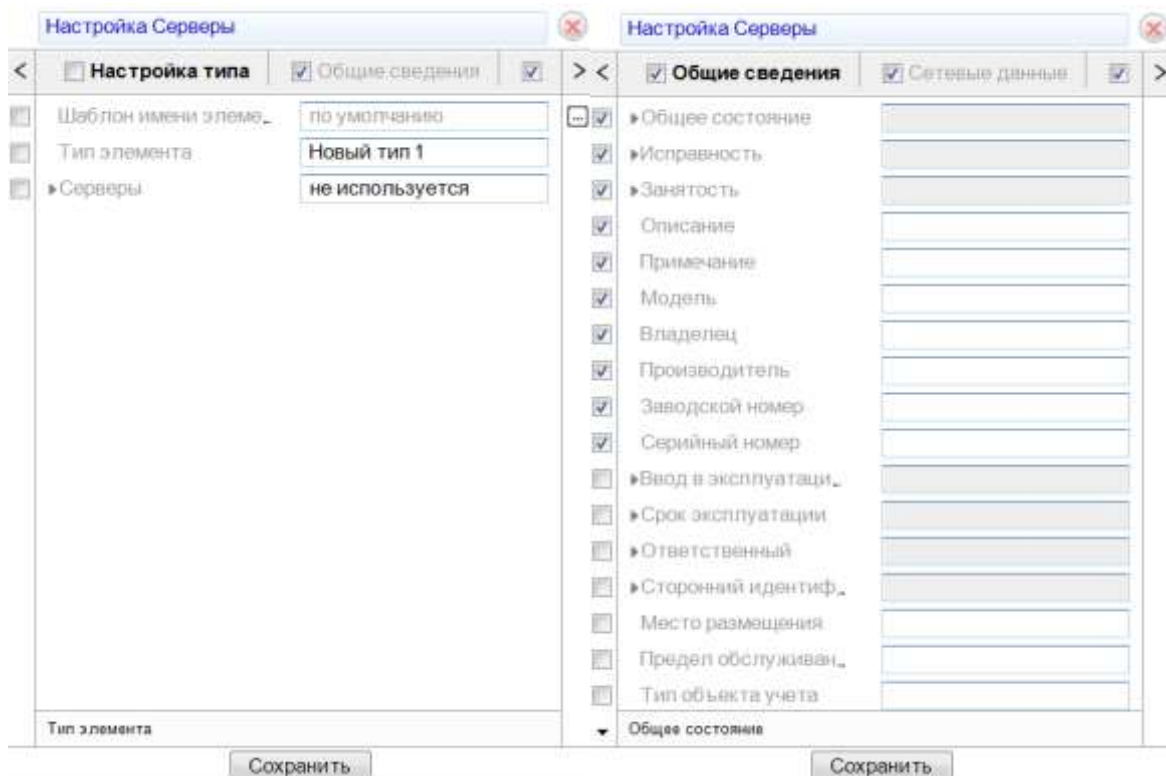 Настройка Серверы
< Настройка типа Общие сведения >
Шаблон имени элеме... по умолчанию ...
Тип элемента Новый тип 1
Серверы не используется
Тип элемента
Сохранить
Настройка Серверы
< Общие сведения Сетевые данные >
Общее состояние
Исправность
Занятость
Описание
Примечание
Модель
Владелец
Производитель
Заводской номер
Серийный номер
Ввод в эксплуатаци...
Срок эксплуатации
Ответственный
Сторонний идентиф...
Место размещения
Предел обслуживан...
Тип объекта учета
Общее состояние
Сохранить